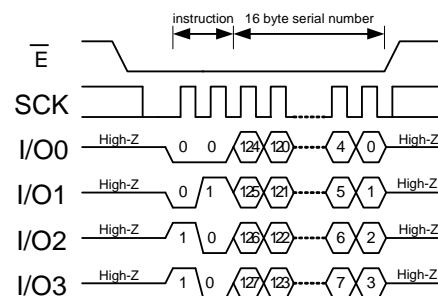 instruction 16 byte serial number
E
SCK
I/O0 High-Z 0 0 124 120 4 0 High-Z
I/O1 High-Z 0 1 125 121 5 1 High-Z
I/O2 High-Z 1 0 126 122 6 2 High-Z
I/O3 High-Z 1 0 127 123 7 3 High-Z